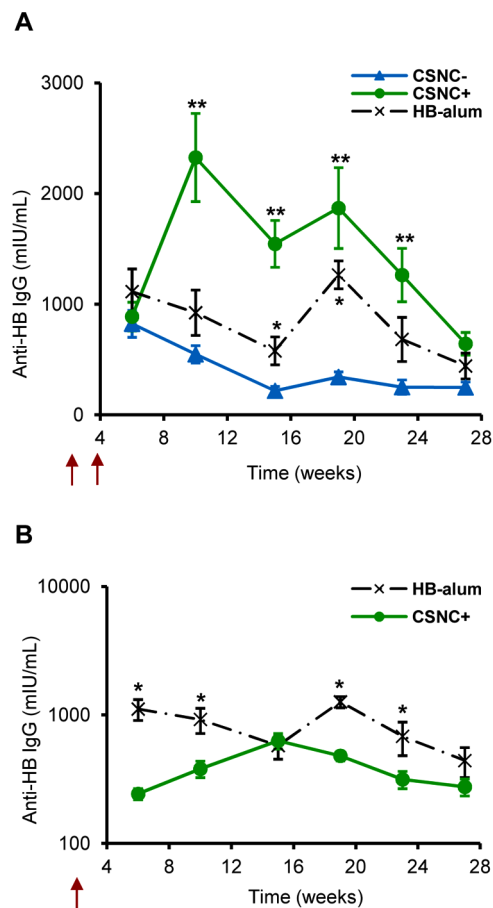 A
CSNC-
CSNC+
HB-alum
3000
2000
1000
0
**
**
**
**
*
*
Anti-HB IgG (mIU/mL)
4 8 12 16 20 24 28
Time (weeks)
B
HB-alum
CSNC+
10000
1000
100
* * * *
Anti-HB IgG (mIU/mL)
4 8 12 16 20 24 28
Time (weeks)